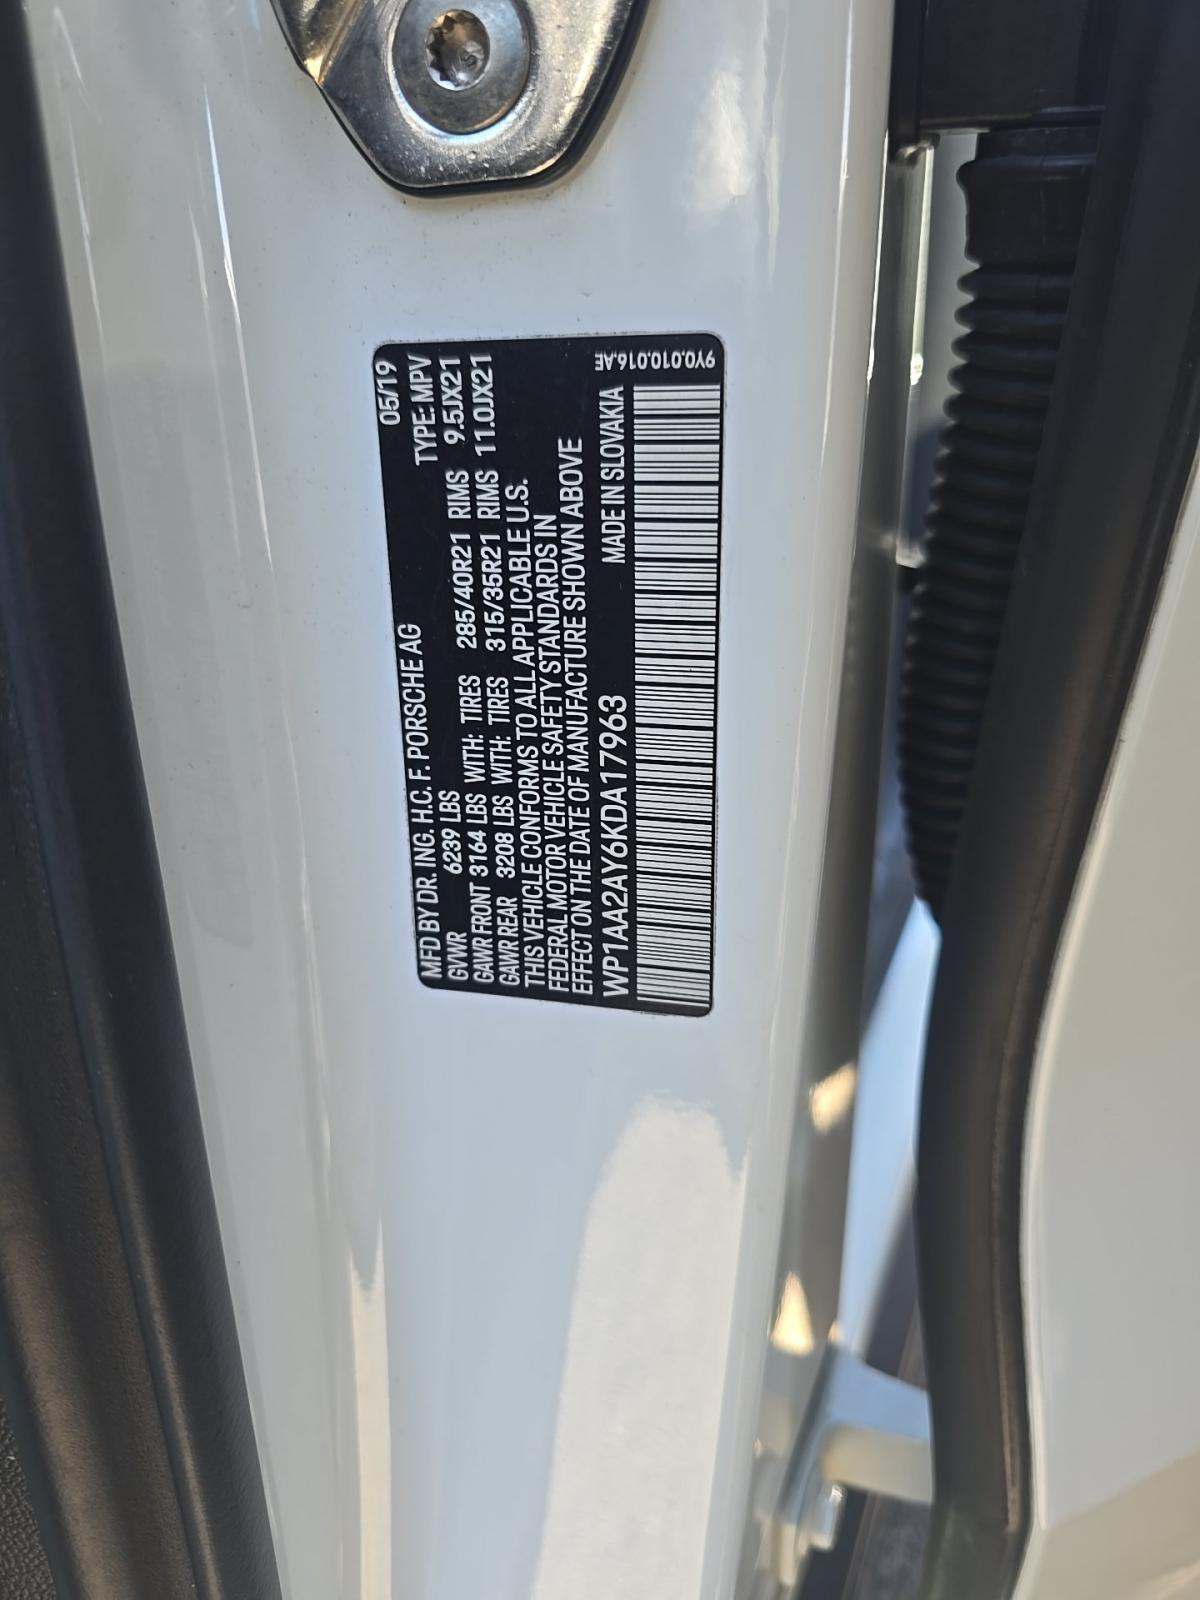 MFD BY DR. ING. H.C. F. PORSCHE AG 05/19
GVWR 6239 LBS TYPE: MPV
GAWR FRONT 3164 LBS WITH: TIRES 285/40R21 RIMS 9.5JX21
GAWR REAR 3208 LBS WITH: TIRES 315/35R21 RIMS 11.0JX21
THIS VEHICLE CONFORMS TO ALL APPLICABLE U.S.
FEDERAL MOTOR VEHICLE SAFETY STANDARDS IN
EFFECT ON THE DATE OF MANUFACTURE SHOWN ABOVE
WP1AA2AY6KDA17963 MADE IN SLOVAKIA
9Y0.010.016.AE